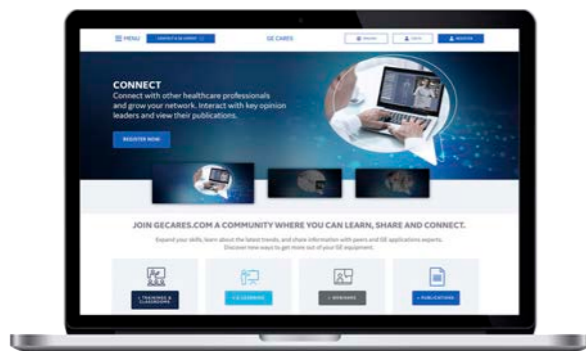 MENU
GE CARES
REGISTER
CONNECT
Connect with other healthcare professionals
and grow your network. Interact with key opinion
leaders and view their publications.
REGISTER NOW
JOIN GECARES.COM A COMMUNITY WHERE YOU CAN LEARN, SHARE AND CONNECT.
Expand your skills, learn about the latest trends, and share information with peers and GE applications experts.
Discover new ways to get more out of your GE equipment.
+ TRAININGS &
CLASSROOMS
+ E-LEARNING
+ WEBINARS
+ PUBLICATIONS